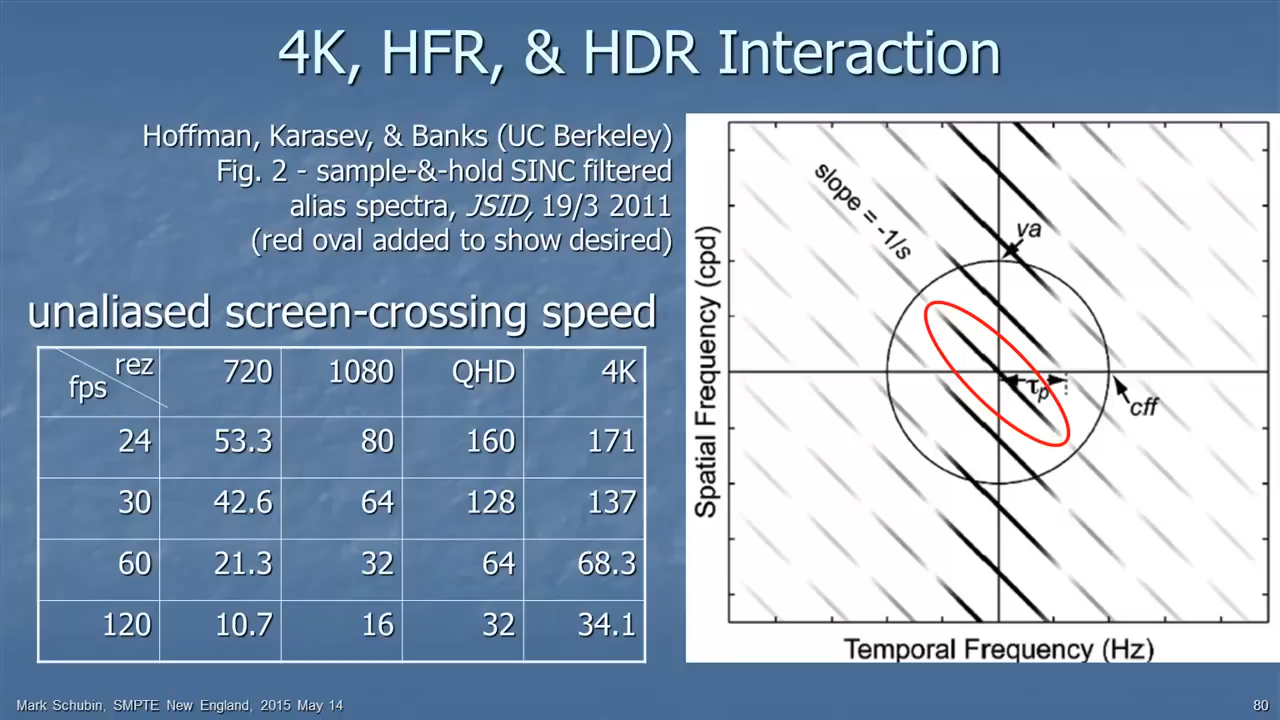 4K, HFR, & HDR Interaction
Hoffman, Karasev, & Banks (UC Berkeley)
Fig. 2 - sample-&-hold SINC filtered
alias spectra, JSID, 19/3 2011
(red oval added to show desired)
unaliased screen-crossing speed
rez 720 1080 QHD 4K
fps
24 53.3 80 160 171
30 42.6 64 128 137
60 21.3 32 64 68.3
120 10.7 16 32 34.1
slope = -1/s
va
τp
cff
Spatial Frequency (cpd)
Temporal Frequency (Hz)
Mark Schubin, SMPTE New England, 2015 May 14
80